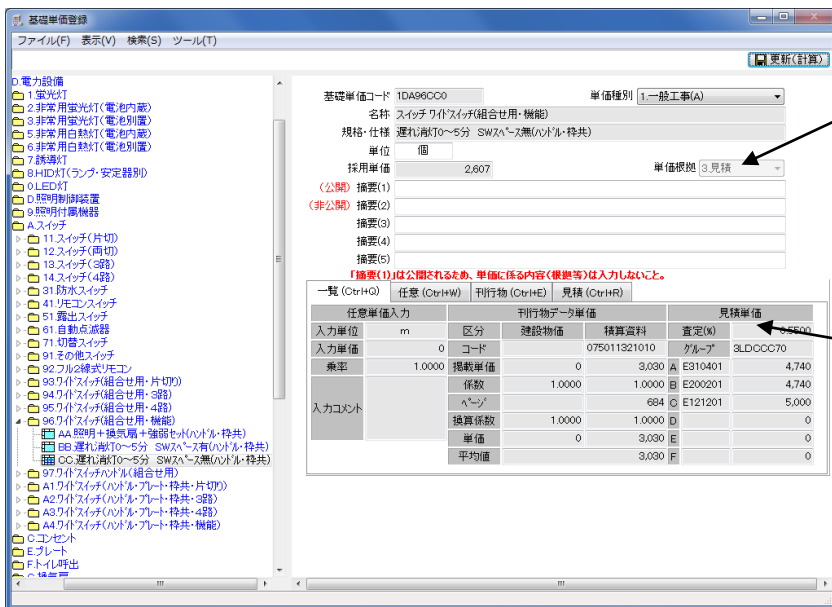 基礎単価登録
ファイル(F) 表示(V) 検索(S) ツール(T)
更新(計算)
D.電力設備
1.蛍光灯
2.非常用蛍光灯(電池内蔵)
3.非常用蛍光灯(電池別置)
5.非常用白熱灯(電池内蔵)
6.非常用白熱灯(電池別置)
7.誘導灯
8.HID灯(ランプ・安定器別)
0.LED灯
D.照明制御装置
9.照明付属機器
A.スイッチ
11.スイッチ(片切)
12.スイッチ(両切)
13.スイッチ(3路)
14.スイッチ(4路)
31.防水スイッチ
41.リモコンスイッチ
51.露出スイッチ
61.自動点滅器
71.切替スイッチ
91.その他スイッチ
92.フル2線式リモコン
93.ワイドスイッチ(組合せ用・片切)
94.ワイドスイッチ(組合せ用・3路)
95.ワイドスイッチ(組合せ用・4路)
96.ワイドスイッチ(組合せ用・機能)
AA.照明+換気扇+強弱セット(ハンドル・枠共)
BB.遅れ消灯0~5分 SWスペース有(ハンドル・枠共)
CC.遅れ消灯0~5分 SWスペース無(ハンドル・枠共)
97.ワイドスイッチハンドル(組合せ用)
A1.ワイドスイッチ(ハンドル・プレート・枠共・片切)
A2.ワイドスイッチ(ハンドル・プレート・枠共・3路)
A3.ワイドスイッチ(ハンドル・プレート・枠共・4路)
A4.ワイドスイッチ(ハンドル・プレート・枠共・機能)
C.コンセント
E.プレート
F.トイレ呼出
基礎単価コード 1DA96CC0 単価種別 1.一般工事(A)
名称 スイッチ ワイドスイッチ(組合せ用・機能)
規格・仕様 遅れ消灯0~5分 SWスペース無(ハンドル・枠共)
単位 個
採用単価 2,607 単価根拠 3.見積
(公開) 摘要(1)
(非公開) 摘要(2)
摘要(3)
摘要(4)
摘要(5)
「摘要(1)」は公開されるため、単価に係る内容(根拠等)は入力しないこと。
一覧 (Ctrl+Q) 任意 (Ctrl+W) 刊行物 (Ctrl+E) 見積 (Ctrl+R)
任意単価入力 刊行物データ単価 見積単価
入力単位 m 区分 建設物価 積算資料 査定(%) 0.5500
入力単価 0 コード 075011321010 グループ 3LDCCC70
乗率 1.0000 掲載単価 0 3,030 A E310401 4,740
係数 1.0000 1.0000 B E200201 4,740
入力コメント ページ 684 C E121201 5,000
換算係数 1.0000 1.0000 D 0
単価 0 3,030 E 0
平均値 3,030 F 0